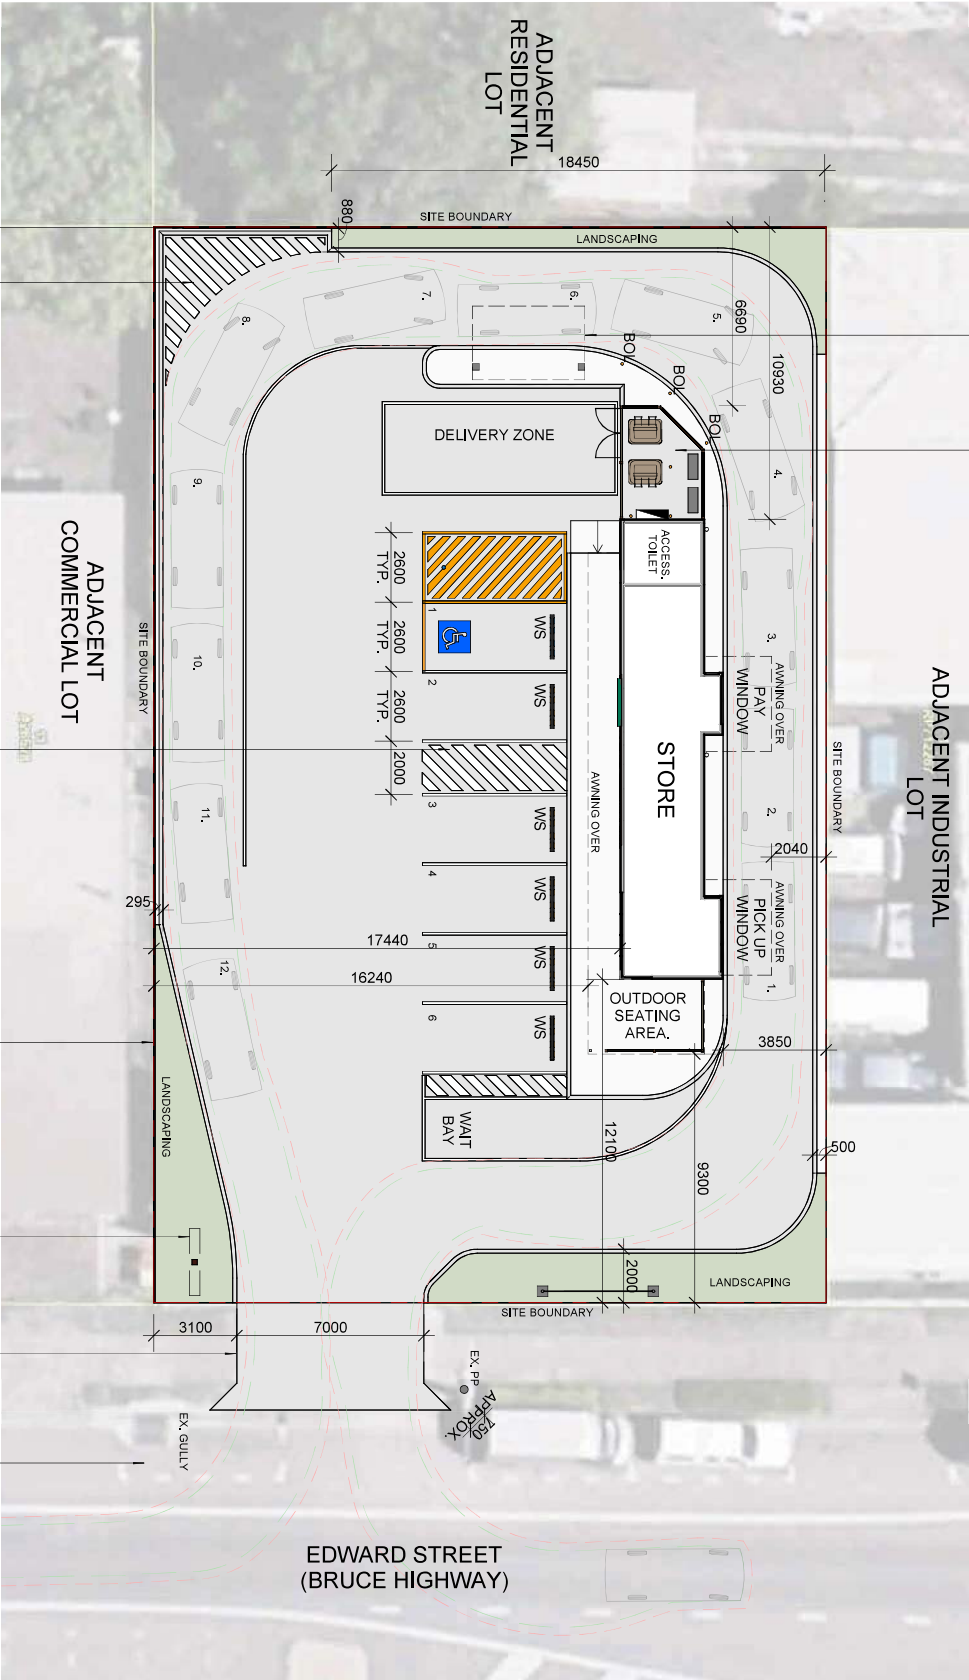 ADJACENT
RESIDENTIAL
LOT
18450
880
SITE BOUNDARY
LANDSCAPING
7.
6.
5.
8.
6690
10930
BOL
BOL
BOL
4.
DELIVERY ZONE
9.
ADJACENT
COMMERCIAL LOT
2600
TYP.
ACCESS.
TOILET
1
WS
2600
TYP.
SITE BOUNDARY
10.
2
WS
2600
TYP.
3.
AWNING OVER
PAY
WINDOW
ADJACENT INDUSTRIAL
LOT
STORE
SITE BOUNDARY
2000
AWNING OVER
3
WS
2.
11.
2040
4
WS
AWNING OVER
PICK UP
WINDOW
295
17440
5
WS
12.
16240
1.
OUTDOOR
SEATING
AREA.
6
WS
3850
LANDSCAPING
WAIT
BAY
12100
9300
500
2000
LANDSCAPING
SITE BOUNDARY
3100
7000
EX. PP
750
APPROX.
EX. GULLY
EDWARD STREET
(BRUCE HIGHWAY)